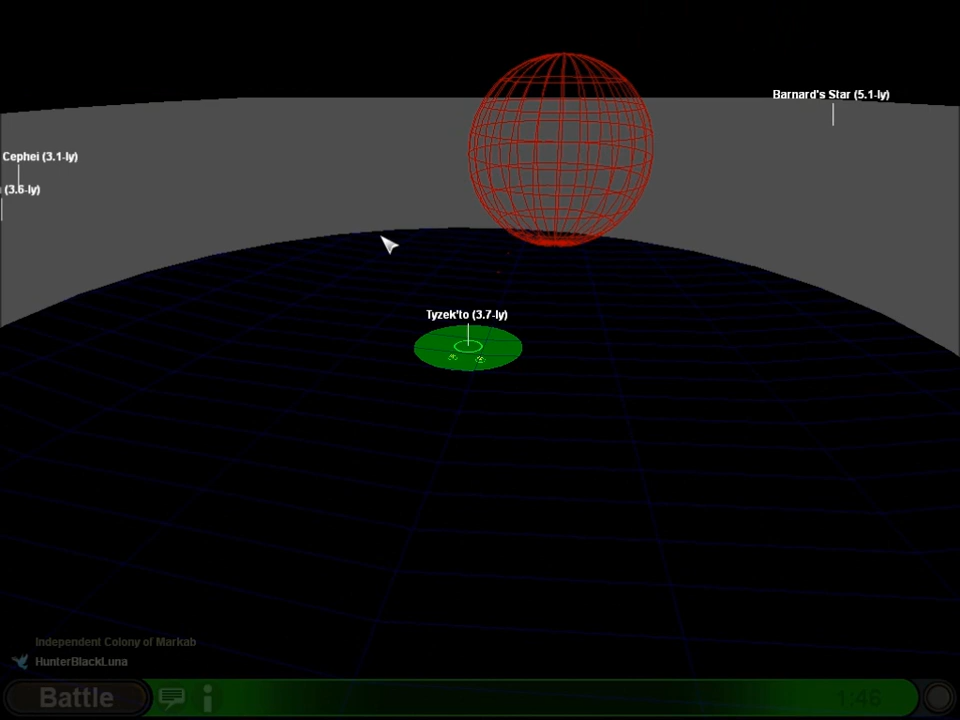 Barnard's Star (5.1-ly)
Cephei (3.1-ly)
(3.6-ly)
Tyzek'to (3.7-ly)
Independent Colony of Markab
HunterBlackLuna
Battle
1:46